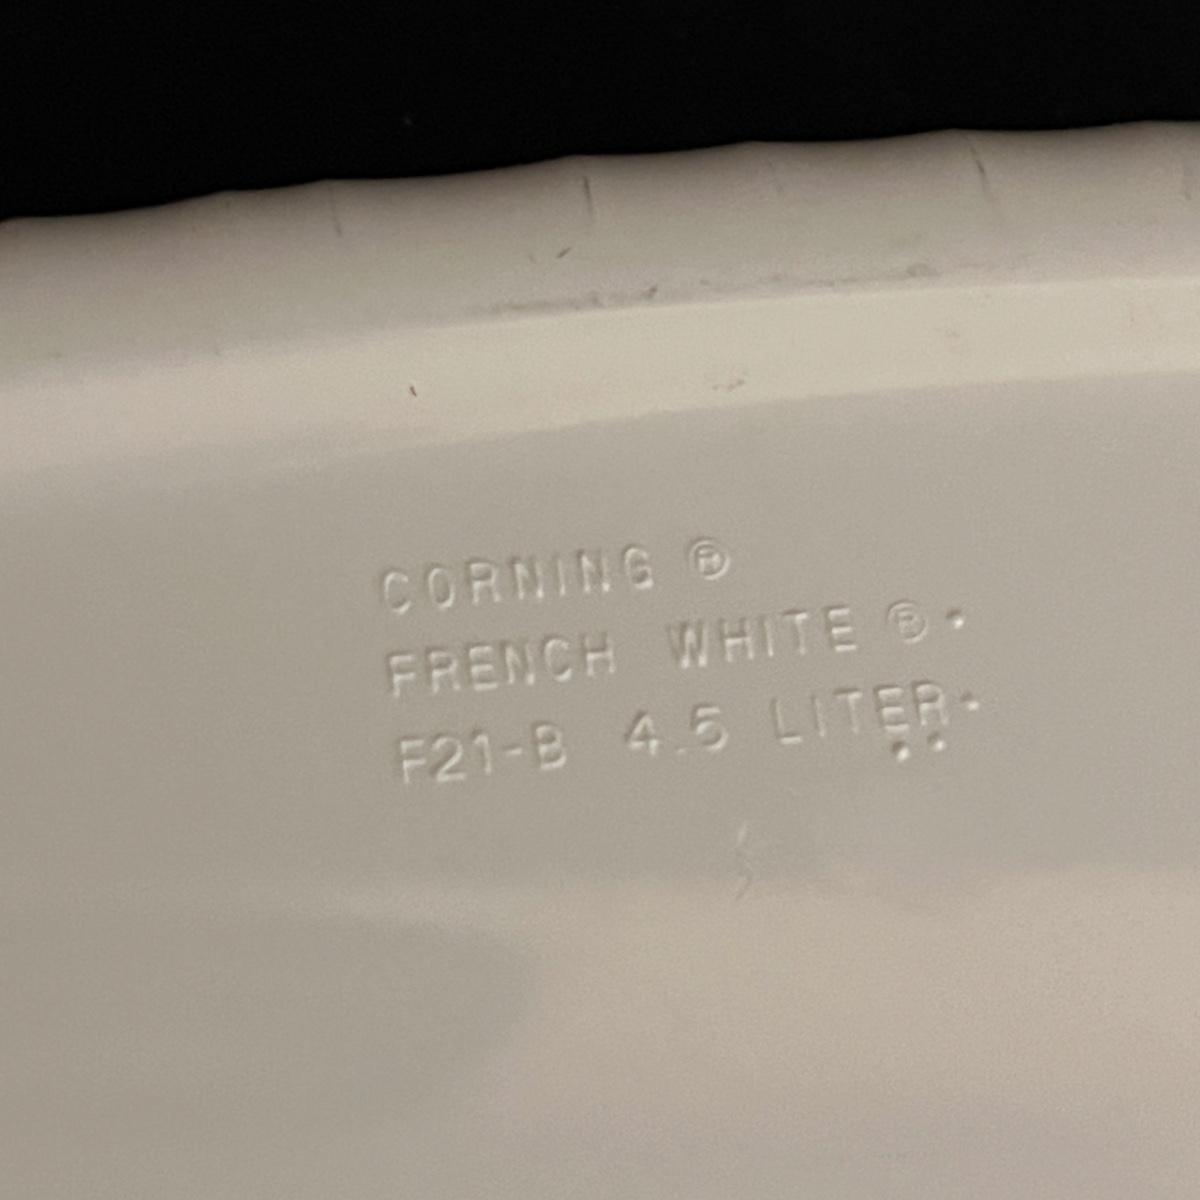 CORNING ®
FRENCH WHITE ®
F21-B 4.5 LITER